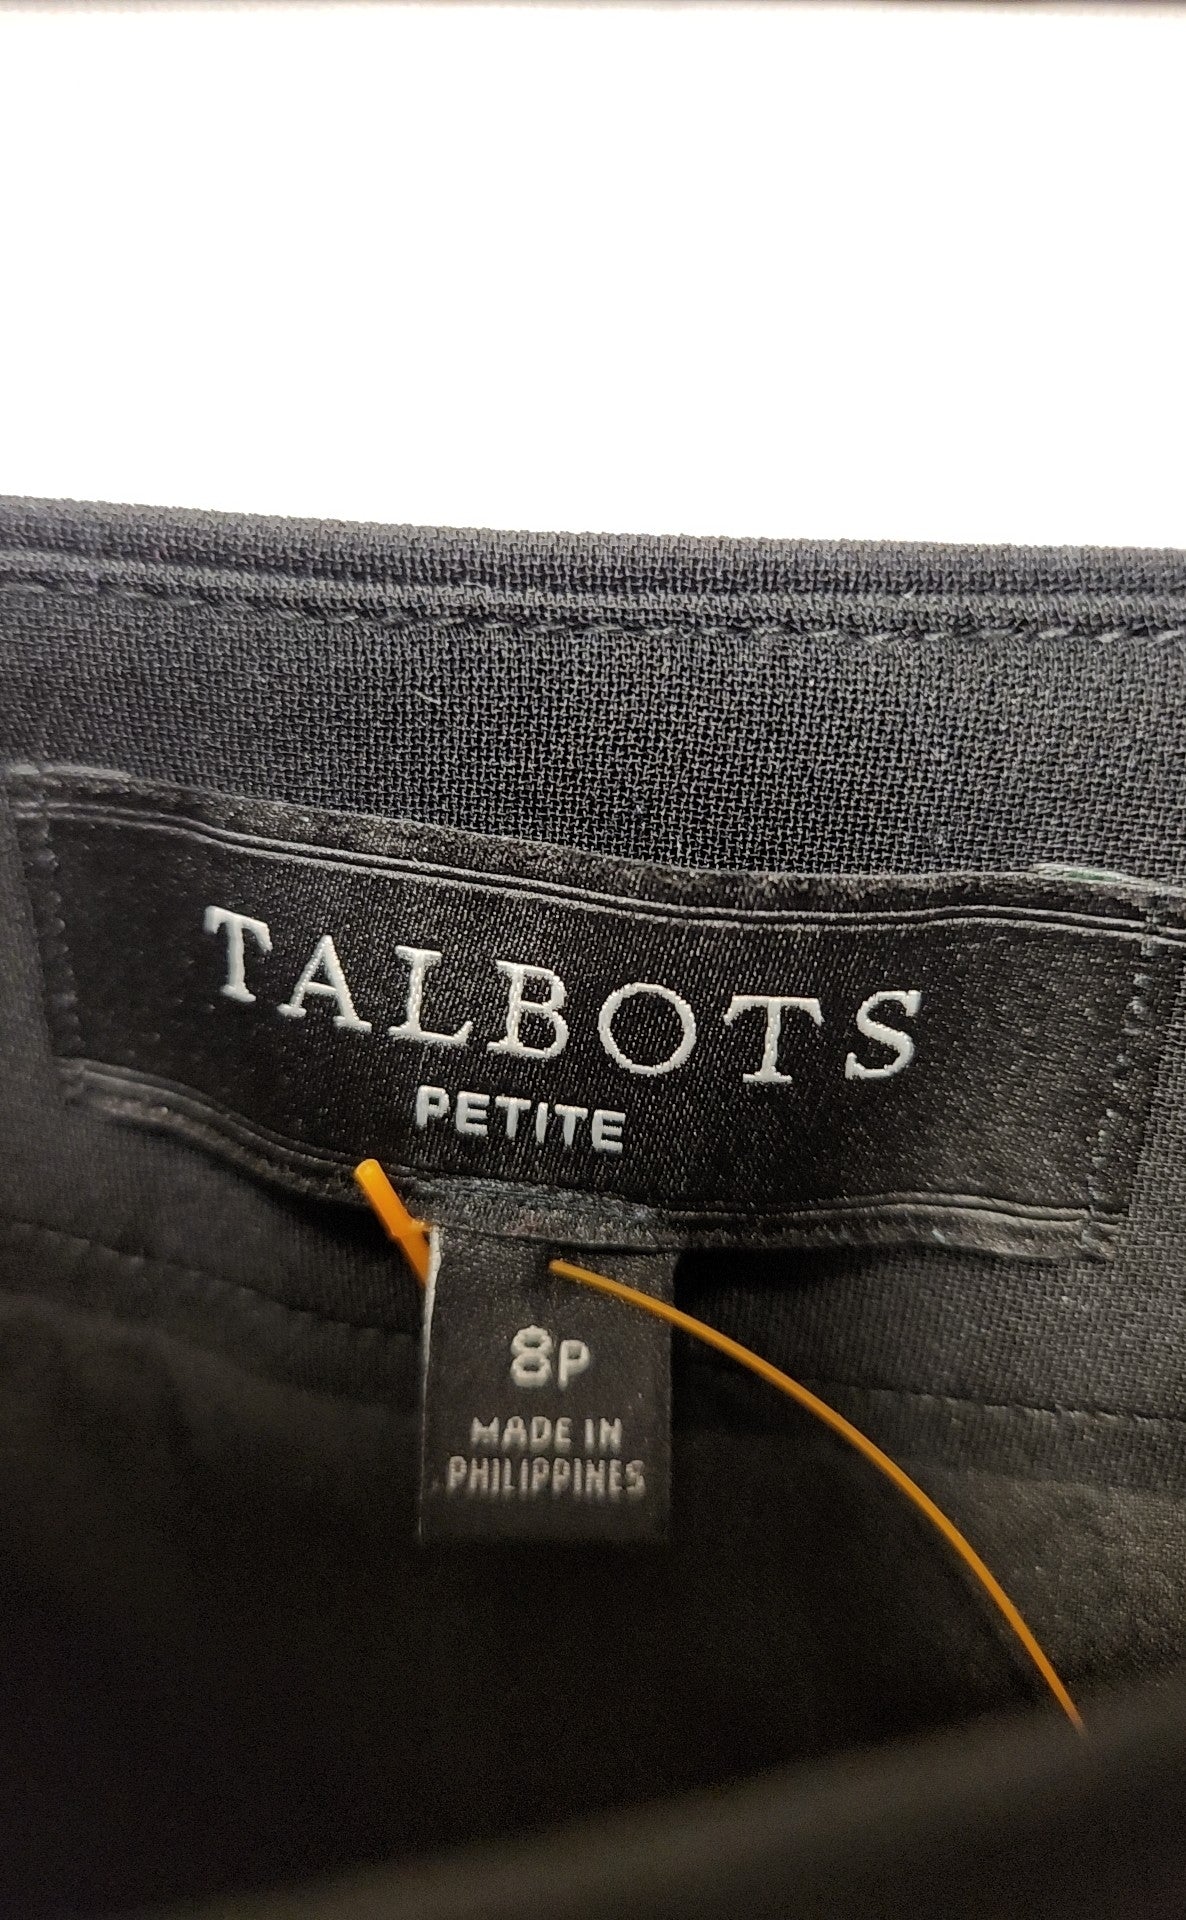 TALBOTS
PETITE
8P
MADE IN
PHILIPPINES